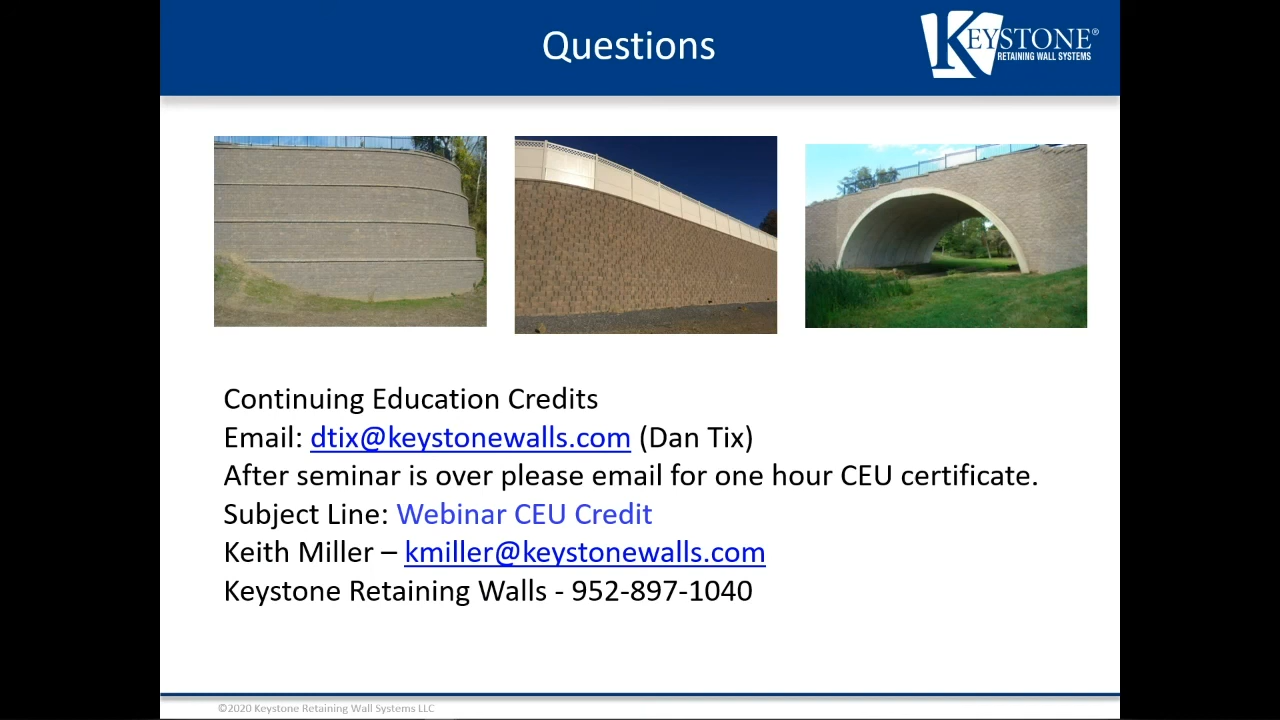 Questions
KEYSTONE®
RETAINING WALL SYSTEMS
Continuing Education Credits
Email: dtix@keystonewalls.com (Dan Tix)
After seminar is over please email for one hour CEU certificate.
Subject Line: Webinar CEU Credit
Keith Miller – kmiller@keystonewalls.com
Keystone Retaining Walls - 952-897-1040
©2020 Keystone Retaining Wall Systems LLC